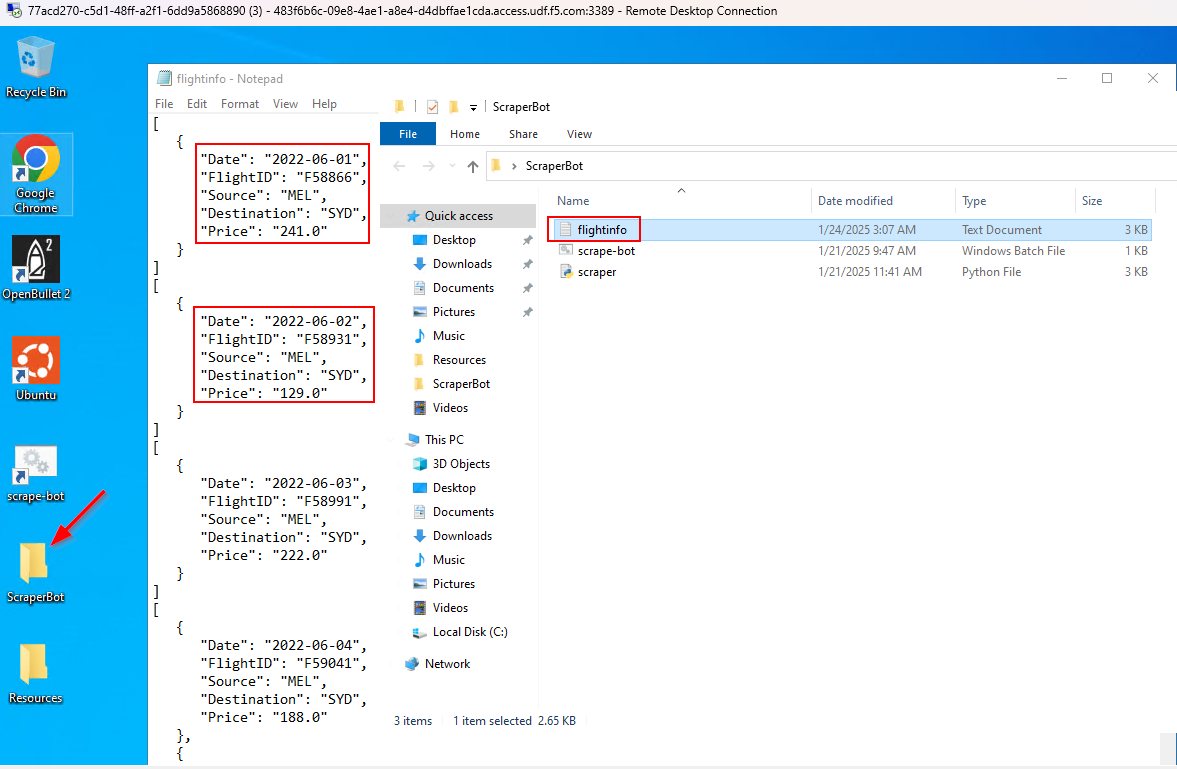 77acd270-c5d1-48ff-a2f1-6dd9a5868890 (3) - 483f6b6c-09e8-4ae1-a8e4-d4dbffae1cda.access.udf.f5.com:3389 - Remote Desktop Connection
Recycle Bin
Google
Chrome
2
OpenBullet 2
Ubuntu
scrape-bot
ScraperBot
Resources
flightinfo - Notepad
File Edit Format View Help
[
{
"Date": "2022-06-01",
"FlightID": "F58866",
"Source": "MEL",
"Destination": "SYD",
"Price": "241.0"
}
]
[
{
"Date": "2022-06-02",
"FlightID": "F58931",
"Source": "MEL",
"Destination": "SYD",
"Price": "129.0"
}
]
[
{
"Date": "2022-06-03",
"FlightID": "F58991",
"Source": "MEL",
"Destination": "SYD",
"Price": "222.0"
}
]
[
{
"Date": "2022-06-04",
"FlightID": "F59041",
"Source": "MEL",
"Destination": "SYD",
"Price": "188.0"
},
{
ScraperBot
File Home Share View
ScraperBot
Name Date modified Type Size
flightinfo 1/24/2025 3:07 AM Text Document 3 KB
scrape-bot 1/21/2025 9:47 AM Windows Batch File 1 KB
scraper 1/21/2025 11:41 AM Python File 3 KB
Quick access
Desktop
Downloads
Documents
Pictures
Music
Resources
ScraperBot
Videos
This PC
3D Objects
Desktop
Documents
Downloads
Music
Pictures
Videos
Local Disk (C:)
Network
3 items 1 item selected 2.65 KB